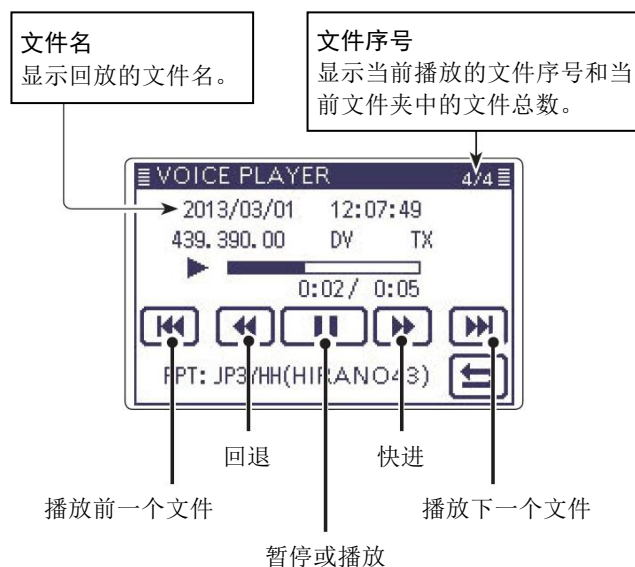 文件名
显示回放的文件名。
文件序号
显示当前播放的文件序号和当
前文件夹中的文件总数。
VOICE PLAYER 4/4
2013/03/01 12:07:49
439.390.00 DV TX
0:02/ 0:05
(HIRANO43)
回退 快进
播放前一个文件 播放下一个文件
暂停或播放